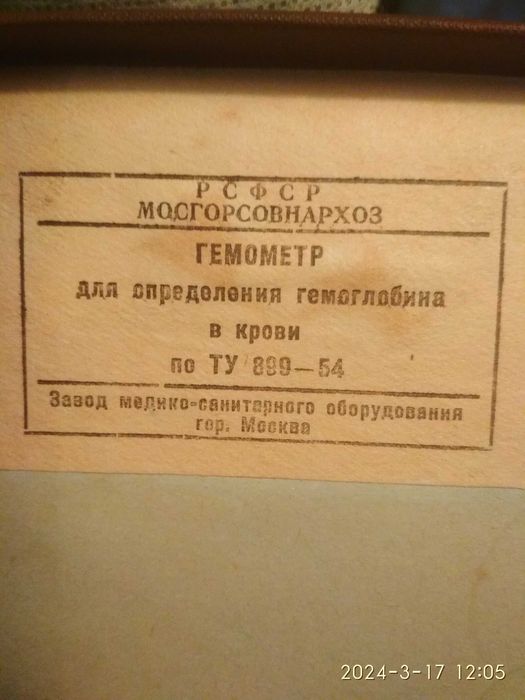 РСФСР
МОСГОРСОВНАРХОЗ
ГЕМОМЕТР
для определения гемоглобина
в крови
по ТУ 899—54
Завод медико-санитарного оборудования
гор. Москва
2024-3-17 12:05